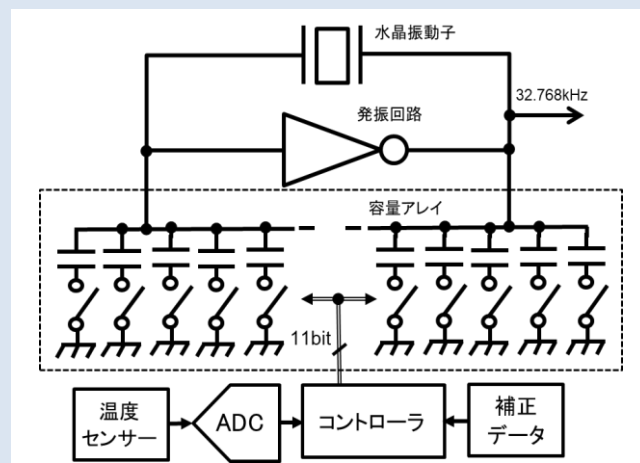 水晶振動子
32.768kHz
発振回路
容量アレイ
11bit
温度
センサー
ADC
コントローラ
補正
データ